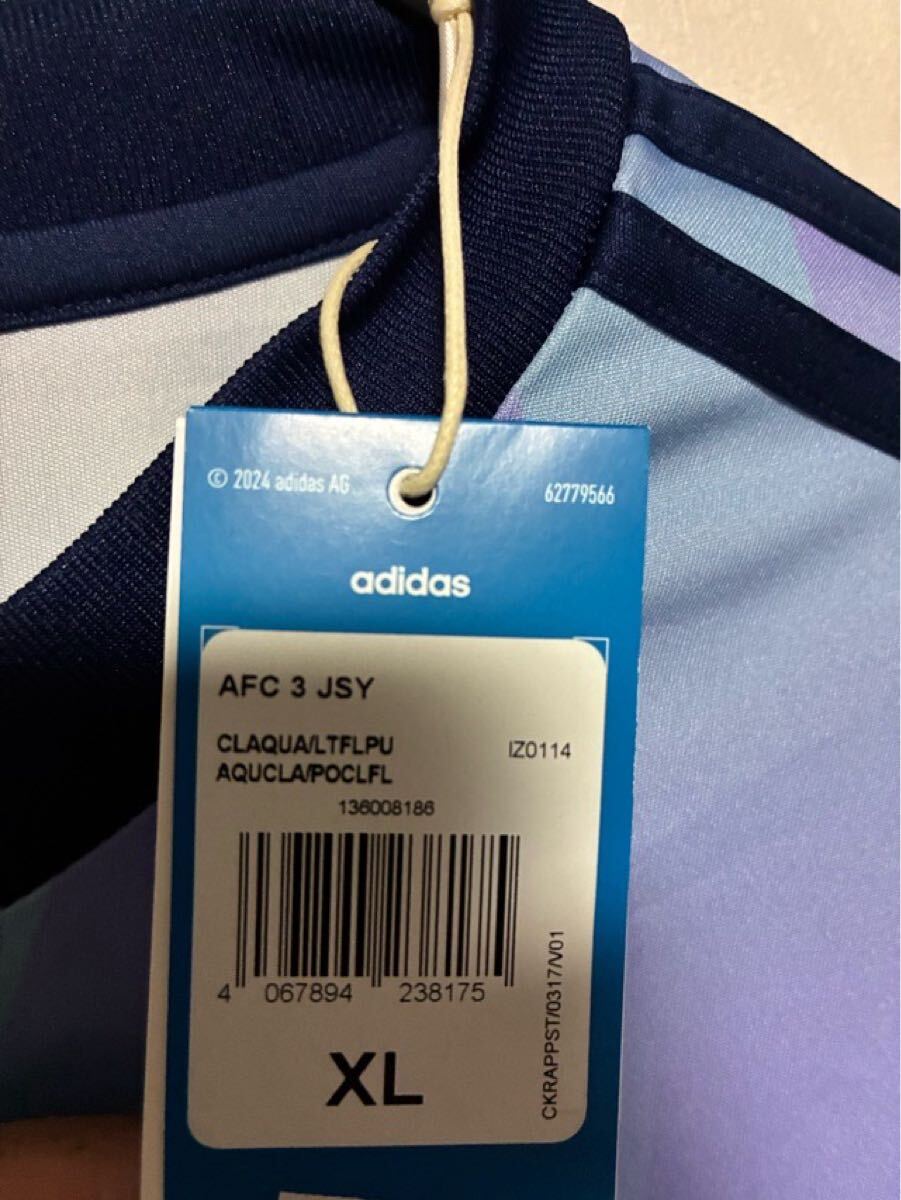 © 2024 adidas AG 62779566
adidas
AFC 3 JSY
CLAQUA/LTFLPU IZ0114
AQUCLA/POCLFL
136008186
4 067894 238175
XL
CKRAPPST/0317/V01